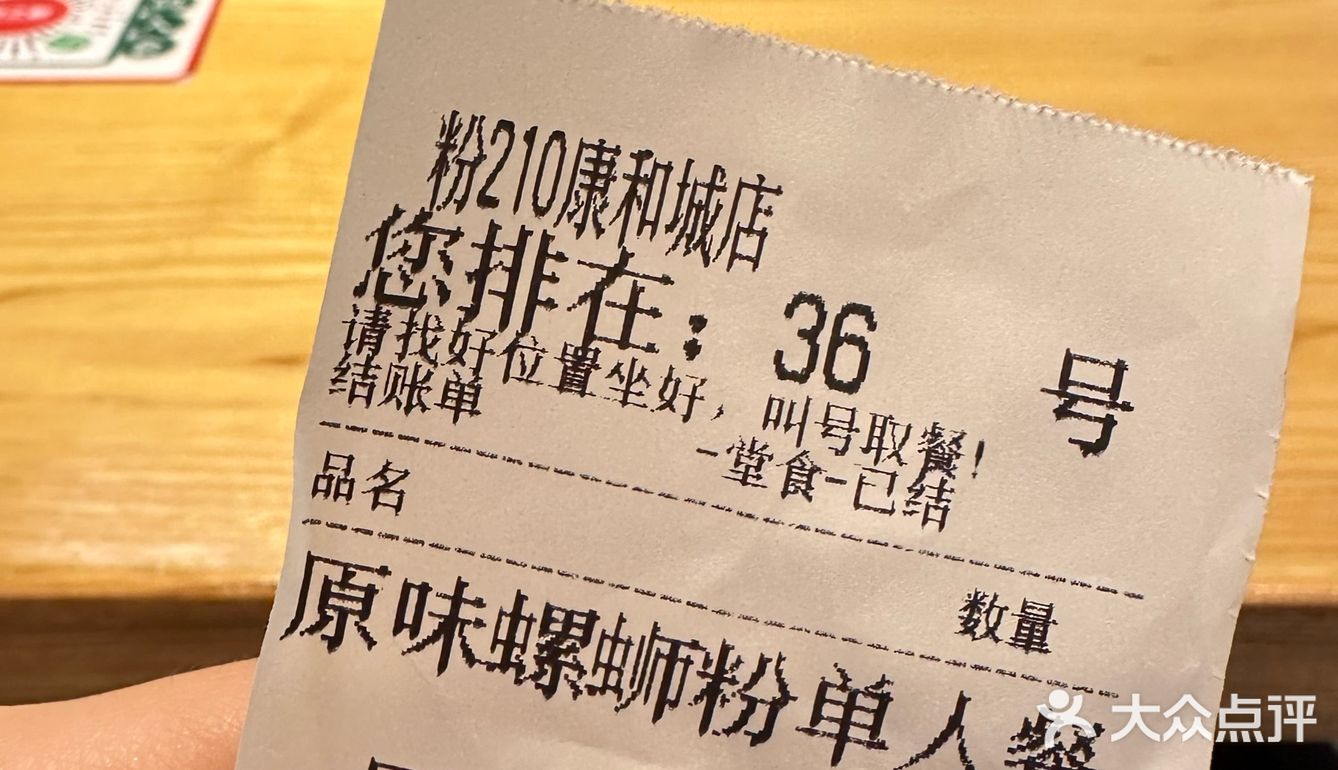 粉210康和城店
您排在：36 号
请找好位置坐好，叫号取餐！
结账单 -堂食-已结
品名 数量
原味螺蛳粉单人餐
大众点评